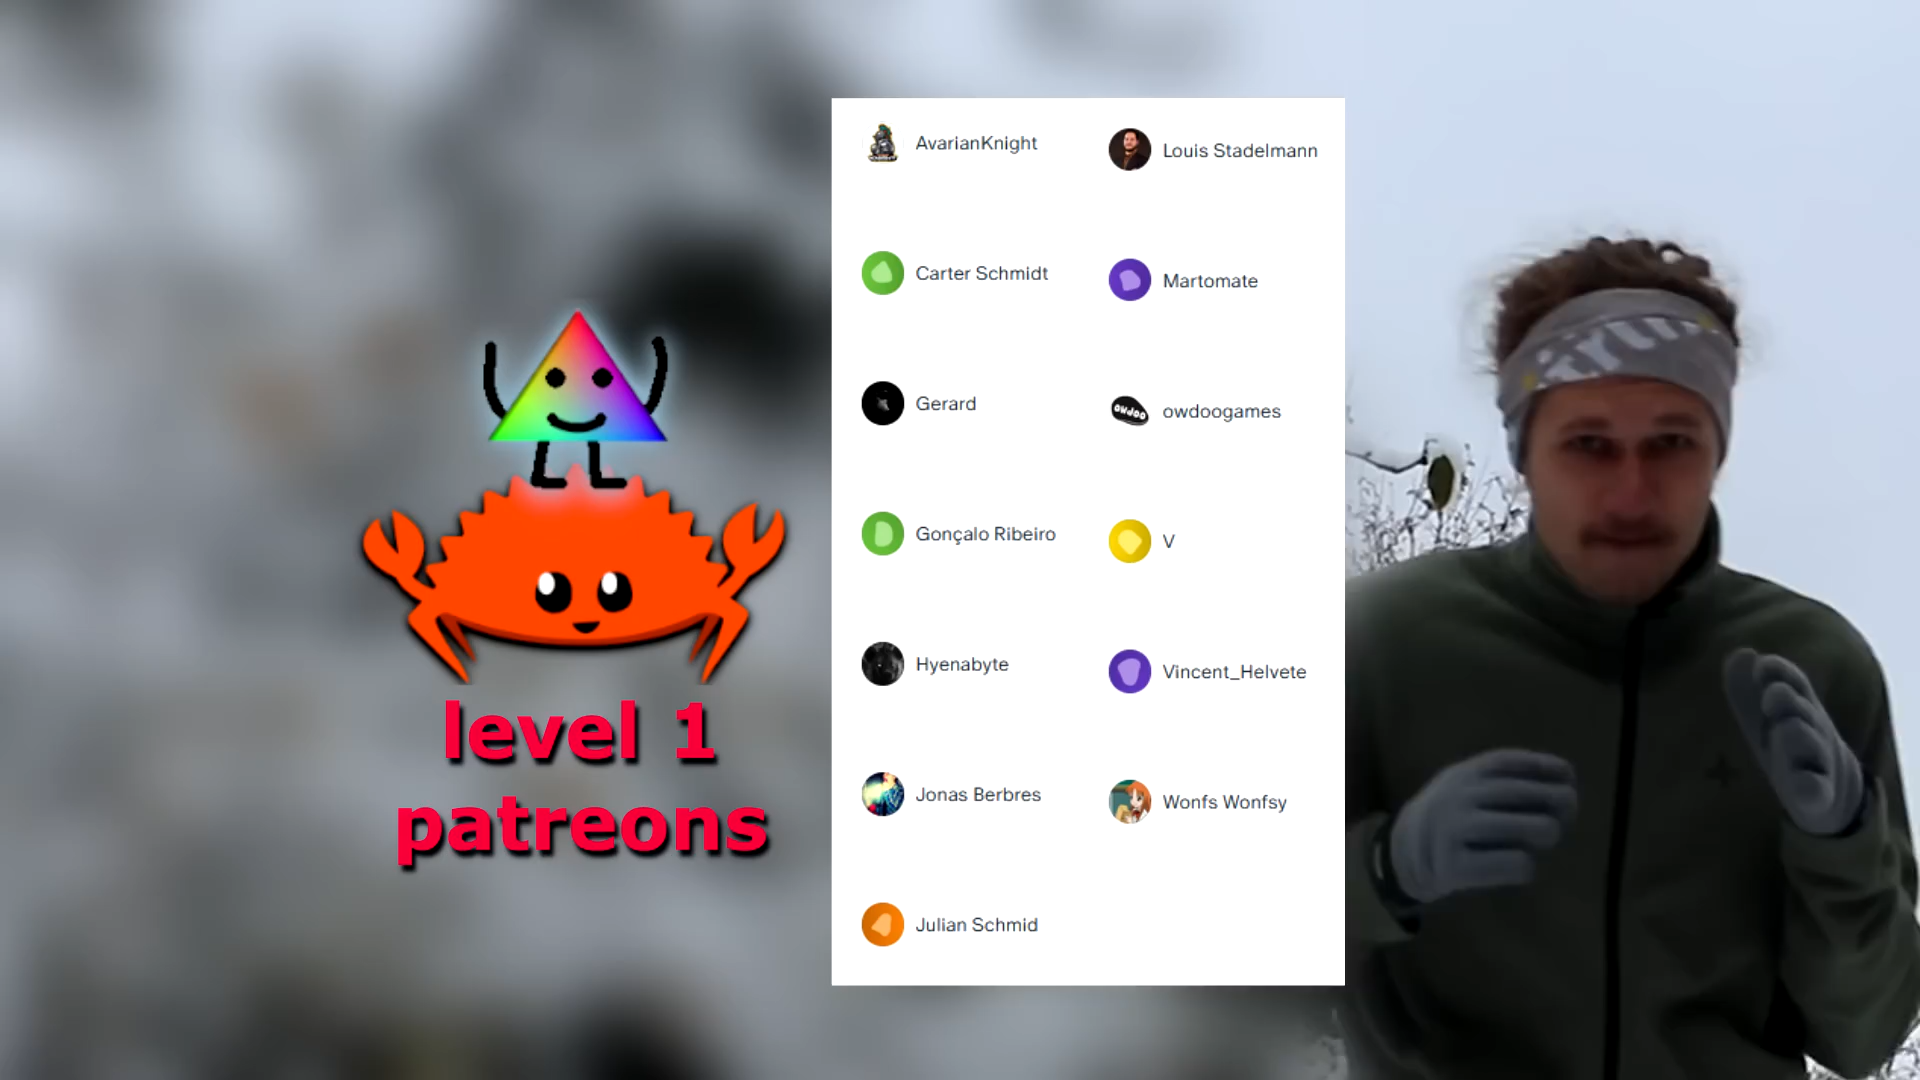 AvarianKnight
Carter Schmidt
Gerard
Gonçalo Ribeiro
Hyenabyte
Jonas Berbres
Julian Schmid
Louis Stadelmann
Martomate
owdoo
owdoogames
V
Vincent_Helvete
Wonfs Wonfsy
level 1
patreons